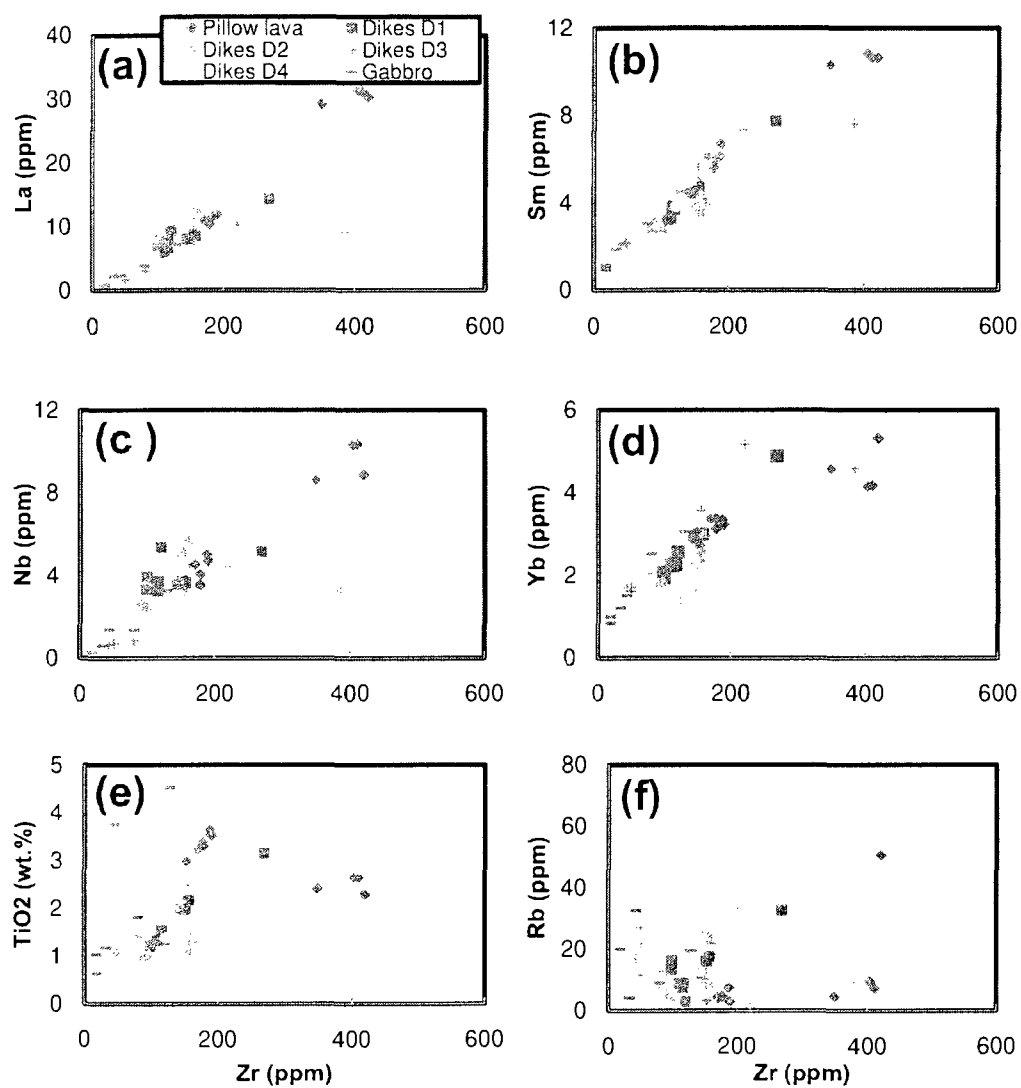 Pillow lava Dikes D1
Dikes D2 Dikes D3
Dikes D4 Gabbro
(a)
La (ppm)
40
30
20
10
0
0 200 400 600
(b)
Sm (ppm)
12
8
4
0
0 200 400 600
(c )
Nb (ppm)
12
8
4
0
0 200 400 600
(d)
Yb (ppm)
6
4
2
0
0 200 400 600
(e)
TiO2 (wt.%)
5
4
3
2
1
0
0 200 400 600
Zr (ppm)
(f)
Rb (ppm)
80
60
40
20
0
0 200 400 600
Zr (ppm)